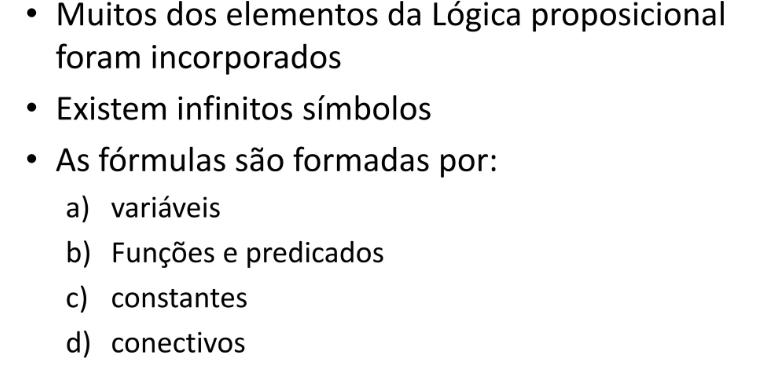 • Muitos dos elementos da Lógica proposicional
foram incorporados
• Existem infinitos símbolos
• As fórmulas são formadas por:
a) variáveis
b) Funções e predicados
c) constantes
d) conectivos